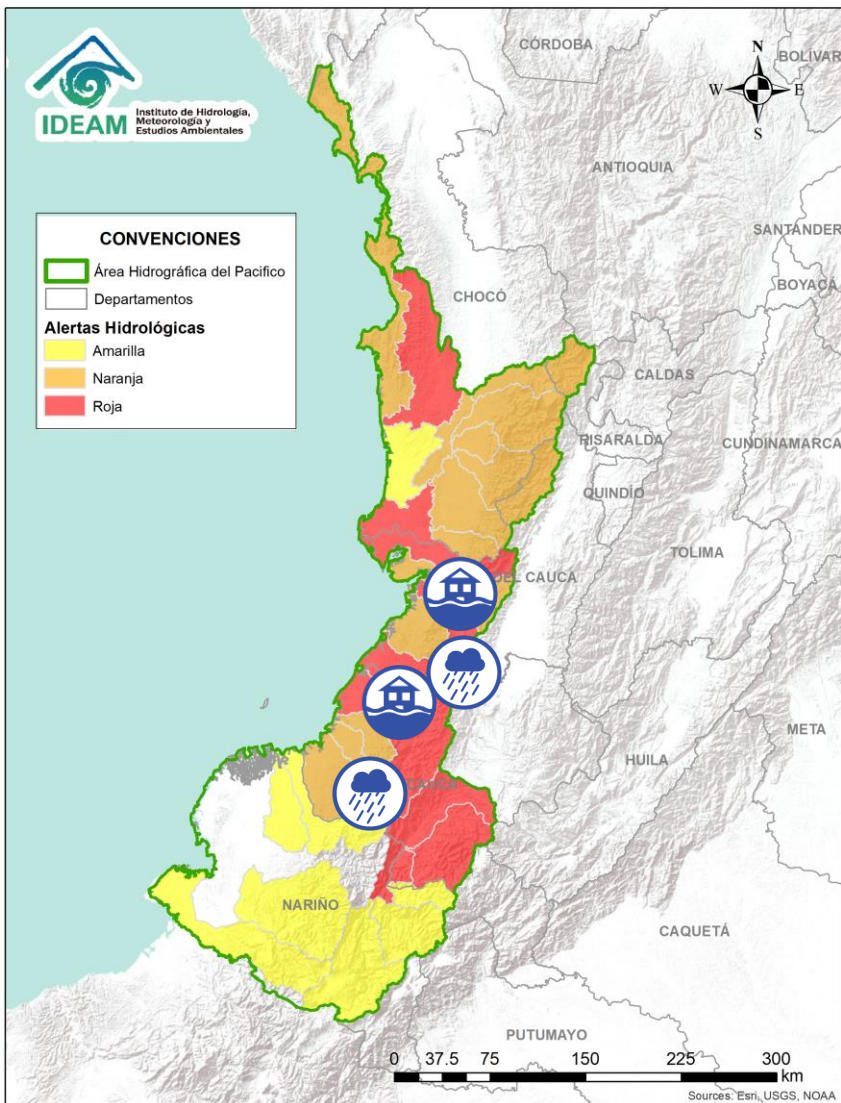 IDEAM
Instituto de Hidrología,
Meteorología y
Estudios Ambientales
CÓRDOBA
BOLÍVAR
N
W
E
S
ANTIOQUIA
SANTANDER
BOYACÁ
CONVENCIONES
Área Hidrográfica del Pacifico
Departamentos
Alertas Hidrológicas
Amarilla
Naranja
Roja
CHOCÓ
CALDAS
RISARALDA
CUNDINAMARCA
QUINDÍO
TOLIMA
DEL CAUCA
META
HUILA
CAUCA
NARIÑO
CAQUETÁ
PUTUMAYO
0 37.5 75 150 225 300
km
Sources: Esri, USGS, NOAA